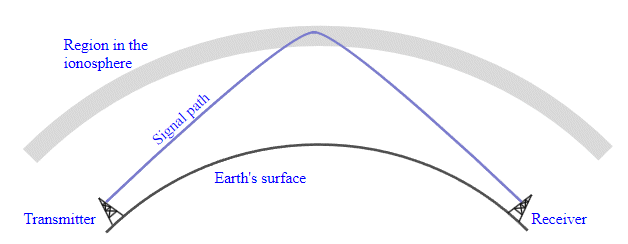 Region in the
ionosphere
Signal path
Earth's surface
Transmitter
Receiver